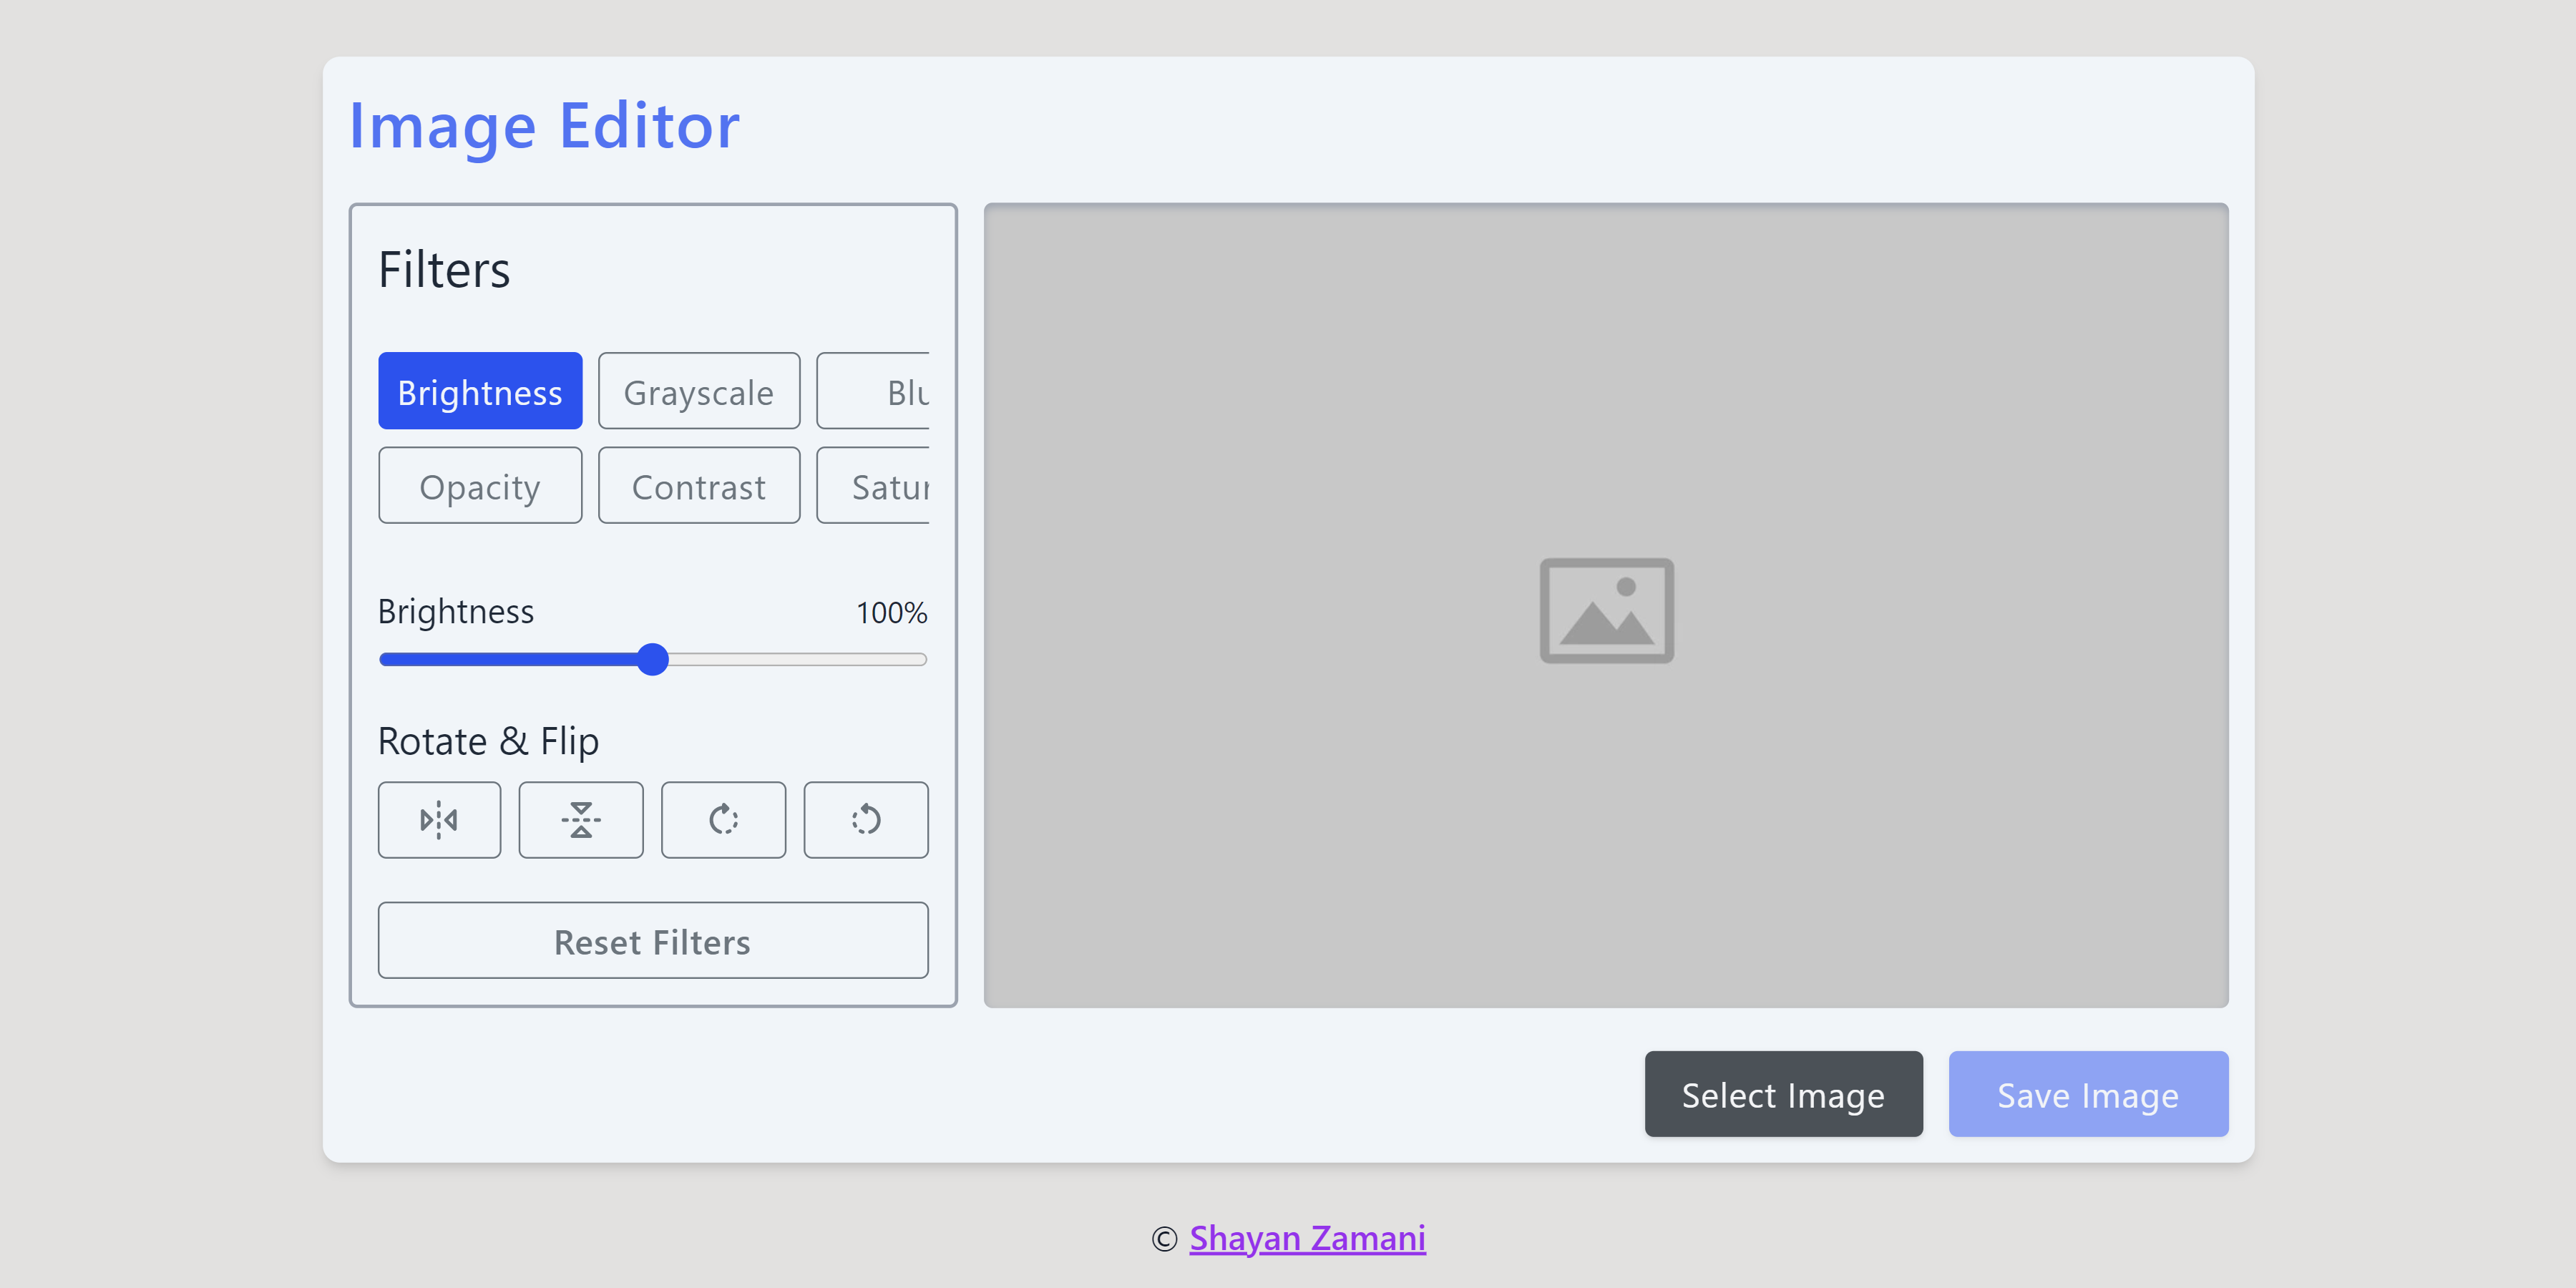 Image Editor
Filters
Brightness Grayscale Blu
Opacity Contrast Satur
Brightness 100%
Rotate & Flip
Reset Filters
Select Image Save Image
© Shayan Zamani